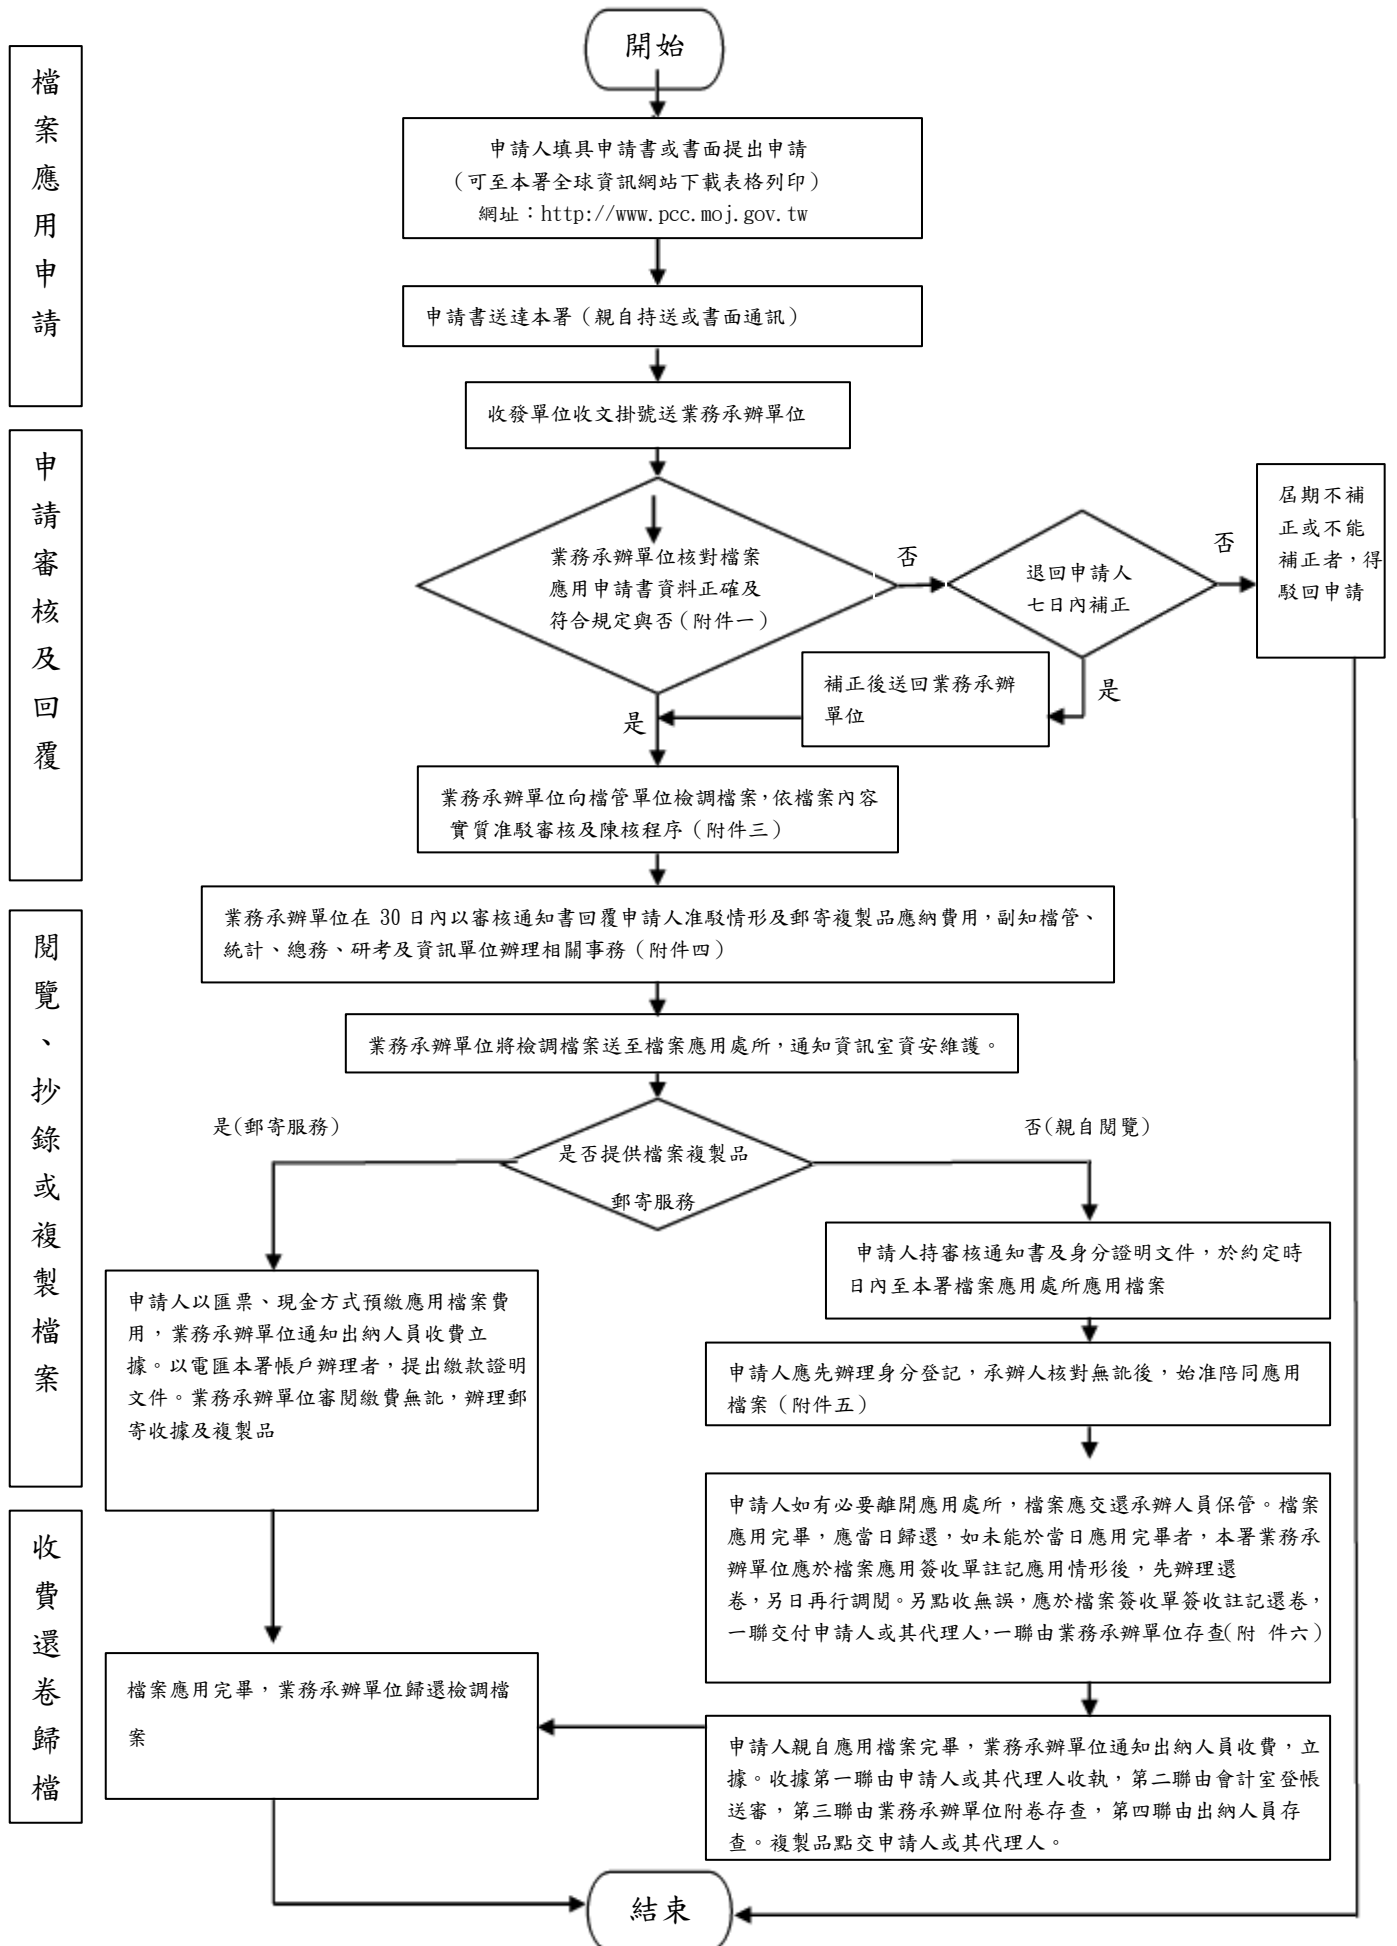 開始
檔案應用申請
申請人填具申請書或書面提出申請
（可至本署全球資訊網站下載表格列印）
網址：http://www.pcc.moj.gov.tw
申請書送達本署（親自持送或書面通訊）
收發單位收文掛號送業務承辦單位
申請審核及回覆
業務承辦單位核對檔案
應用申請書資料正確及
符合規定與否（附件一）
否
退回申請人
七日內補正
否
屆期不補
正或不能
補正者，得
駁回申請
是
補正後送回業務承辦
單位
是
業務承辦單位向檔管單位檢調檔案，依檔案內容
實質准駁審核及陳核程序（附件三）
業務承辦單位在 30 日內以審核通知書回覆申請人准駁情形及郵寄複製品應納費用，副知檔管、
統計、總務、研考及資訊單位辦理相關事務（附件四）
閱覽、抄錄或複製檔案
業務承辦單位將檢調檔案送至檔案應用處所，通知資訊室資安維護。
是否提供檔案複製品
郵寄服務
是(郵寄服務)
否(親自閱覽)
申請人以匯票、現金方式預繳應用檔案費
用，業務承辦單位通知出納人員收費立
據。以電匯本署帳戶辦理者，提出繳款證明
文件。業務承辦單位審閱繳費無訛，辦理郵
寄收據及複製品
申請人持審核通知書及身分證明文件，於約定時
日內至本署檔案應用處所應用檔案
申請人應先辦理身分登記，承辦人核對無訛後，始准陪同應用
檔案（附件五）
申請人如有必要離開應用處所，檔案應交還承辦人員保管。檔案
應用完畢，應當日歸還，如未能於當日應用完畢者，本署業務承
辦單位應於檔案應用簽收單註記應用情形後，先辦理還
卷，另日再行調閱。另點收無誤，應於檔案簽收單簽收註記還卷，
一聯交付申請人或其代理人，一聯由業務承辦單位存查(附 件六）
收費還卷歸檔
檔案應用完畢，業務承辦單位歸還檢調檔
案
申請人親自應用檔案完畢，業務承辦單位通知出納人員收費，立
據。收據第一聯由申請人或其代理人收執，第二聯由會計室登帳
送審，第三聯由業務承辦單位附卷存查，第四聯由出納人員存
查。複製品點交申請人或其代理人。
結束